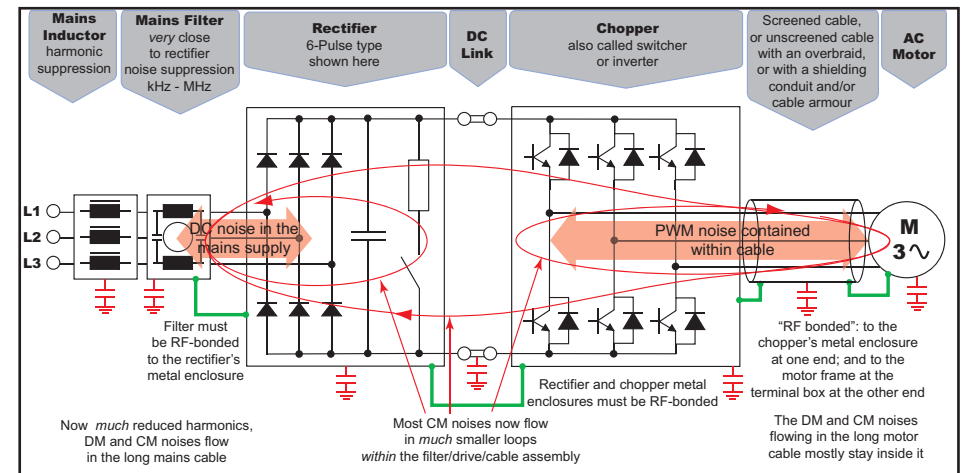 Mains
Inductor
harmonic
suppression
Mains Filter
very close
to rectifier
noise suppression
kHz - MHz
Rectifier
6-Pulse type
shown here
DC
Link
Chopper
also called switcher
or inverter
Screened cable,
or unscreened cable
with an overbraid,
or with a shielding
conduit and/or
cable armour
AC
Motor
L1
L2
L3
DC noise in the
mains supply
PWM noise contained
within cable
M
3
Filter must
be RF-bonded
to the rectifier's
metal enclosure
Rectifier and chopper metal
enclosures must be RF-bonded
"RF bonded": to the
chopper's metal enclosure
at one end; and to the
motor frame at the
terminal box at the other end
Now much reduced harmonics,
DM and CM noises flow
in the long mains cable
Most CM noises now flow
in much smaller loops
within the filter/drive/cable assembly
The DM and CM noises
flowing in the long motor
cable mostly stay inside it